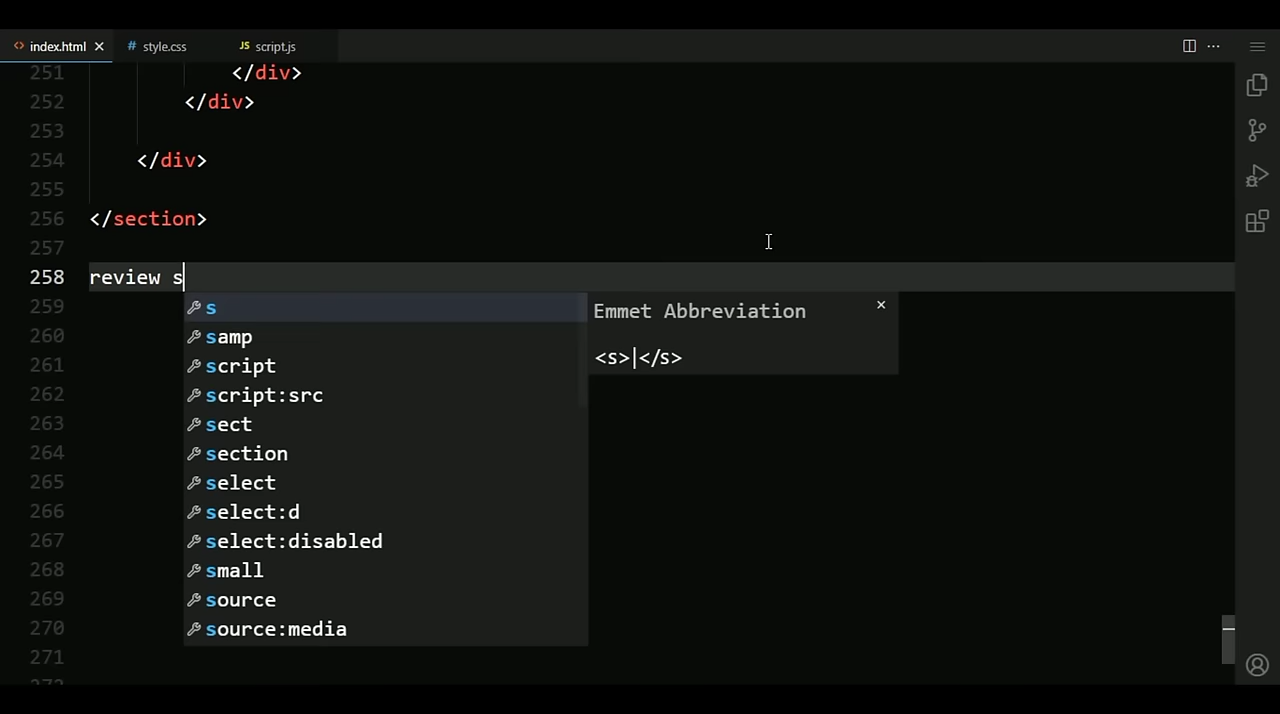 index.html
style.css
JS script.js
251 </div>
252 </div>
253
254 </div>
255
256 </section>
257
258 review s
259
260
261
262
263
264
265
266
267
268
269
270
271
s
samp
script
script:src
sect
section
select
select:d
select:disabled
small
source
source:media
Emmet Abbreviation
<s>|</s>